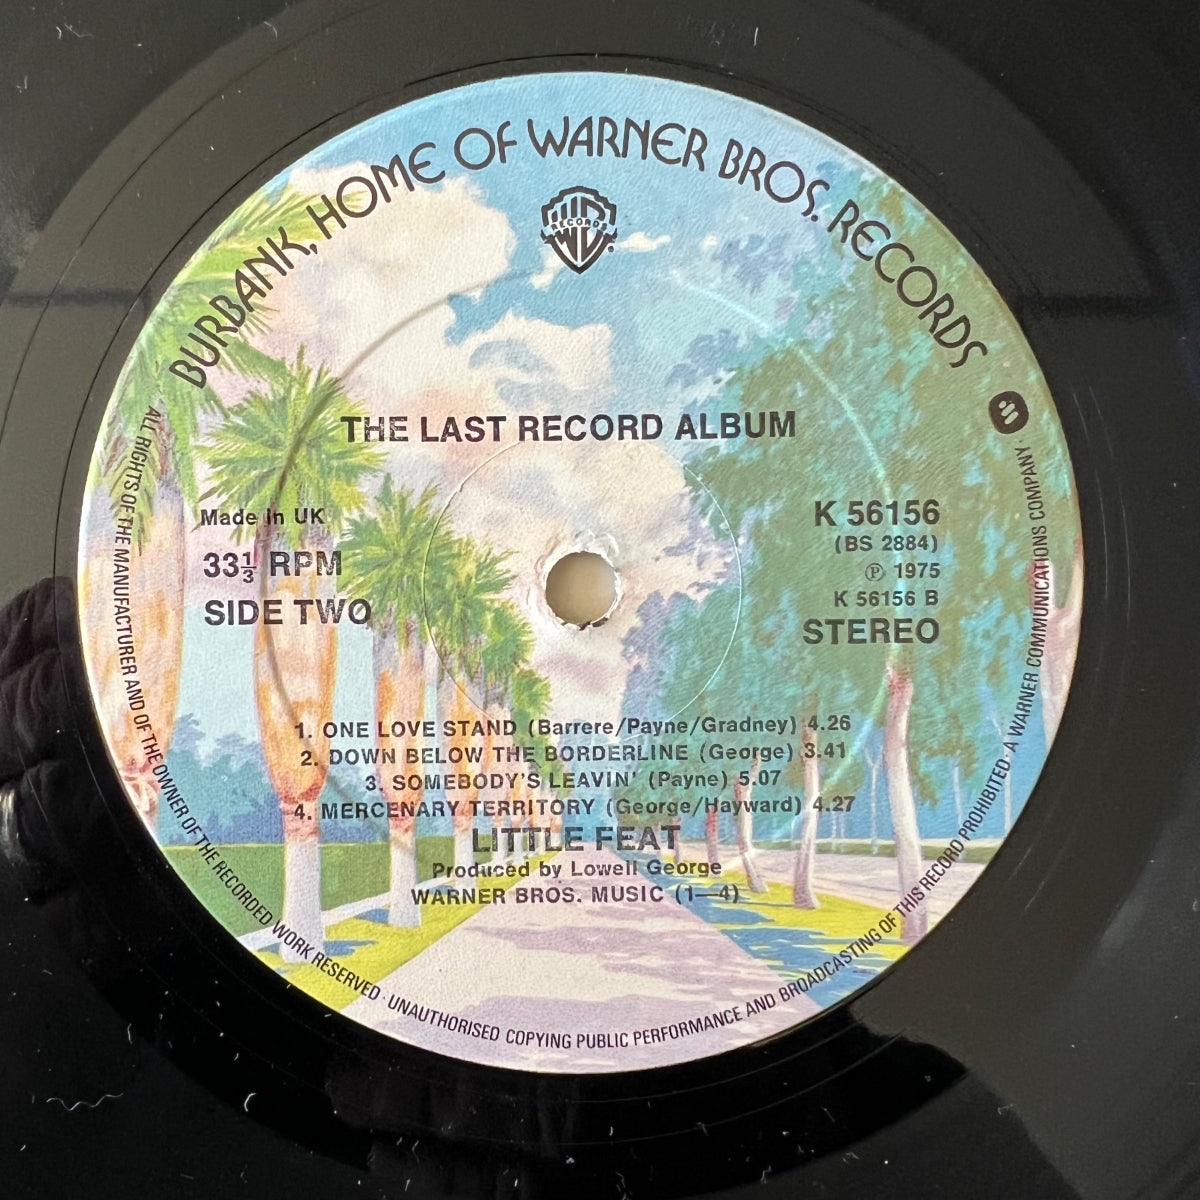 BURBANK, HOME OF WARNER BROS. RECORDS
RECORDS
THE LAST RECORD ALBUM
Made in UK
33⅓ RPM
SIDE TWO
K 56156
(BS 2884)
℗ 1975
K 56156 B
STEREO
1. ONE LOVE STAND (Barrere/Payne/Gradney) 4.26
2. DOWN BELOW THE BORDERLINE (George) 3.41
3. SOMEBODY'S LEAVIN' (Payne) 5.07
4. MERCENARY TERRITORY (George/Hayward) 4.27
LITTLE FEAT
Produced by Lowell George
WARNER BROS. MUSIC (1—4)
ALL RIGHTS OF THE MANUFACTURER AND OF THE OWNER OF THE RECORDED WORK RESERVED · UNAUTHORISED COPYING PUBLIC PERFORMANCE AND BROADCASTING OF THIS RECORD PROHIBITED · A WARNER COMMUNICATIONS COMPANY.